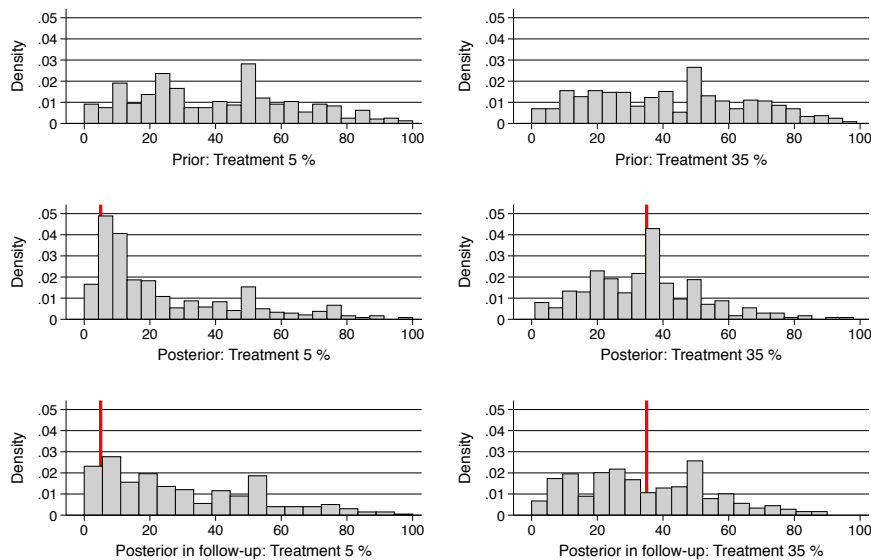 .05
.04
.03
.02
.01
0
Density
0 20 40 60 80 100
Prior: Treatment 5 %
.05
.04
.03
.02
.01
0
Density
0 20 40 60 80 100
Prior: Treatment 35 %
.05
.04
.03
.02
.01
0
Density
0 20 40 60 80 100
Posterior: Treatment 5 %
.05
.04
.03
.02
.01
0
Density
0 20 40 60 80 100
Posterior: Treatment 35 %
.05
.04
.03
.02
.01
0
Density
0 20 40 60 80 100
Posterior in follow-up: Treatment 5 %
.05
.04
.03
.02
.01
0
Density
0 20 40 60 80 100
Posterior in follow-up: Treatment 35 %